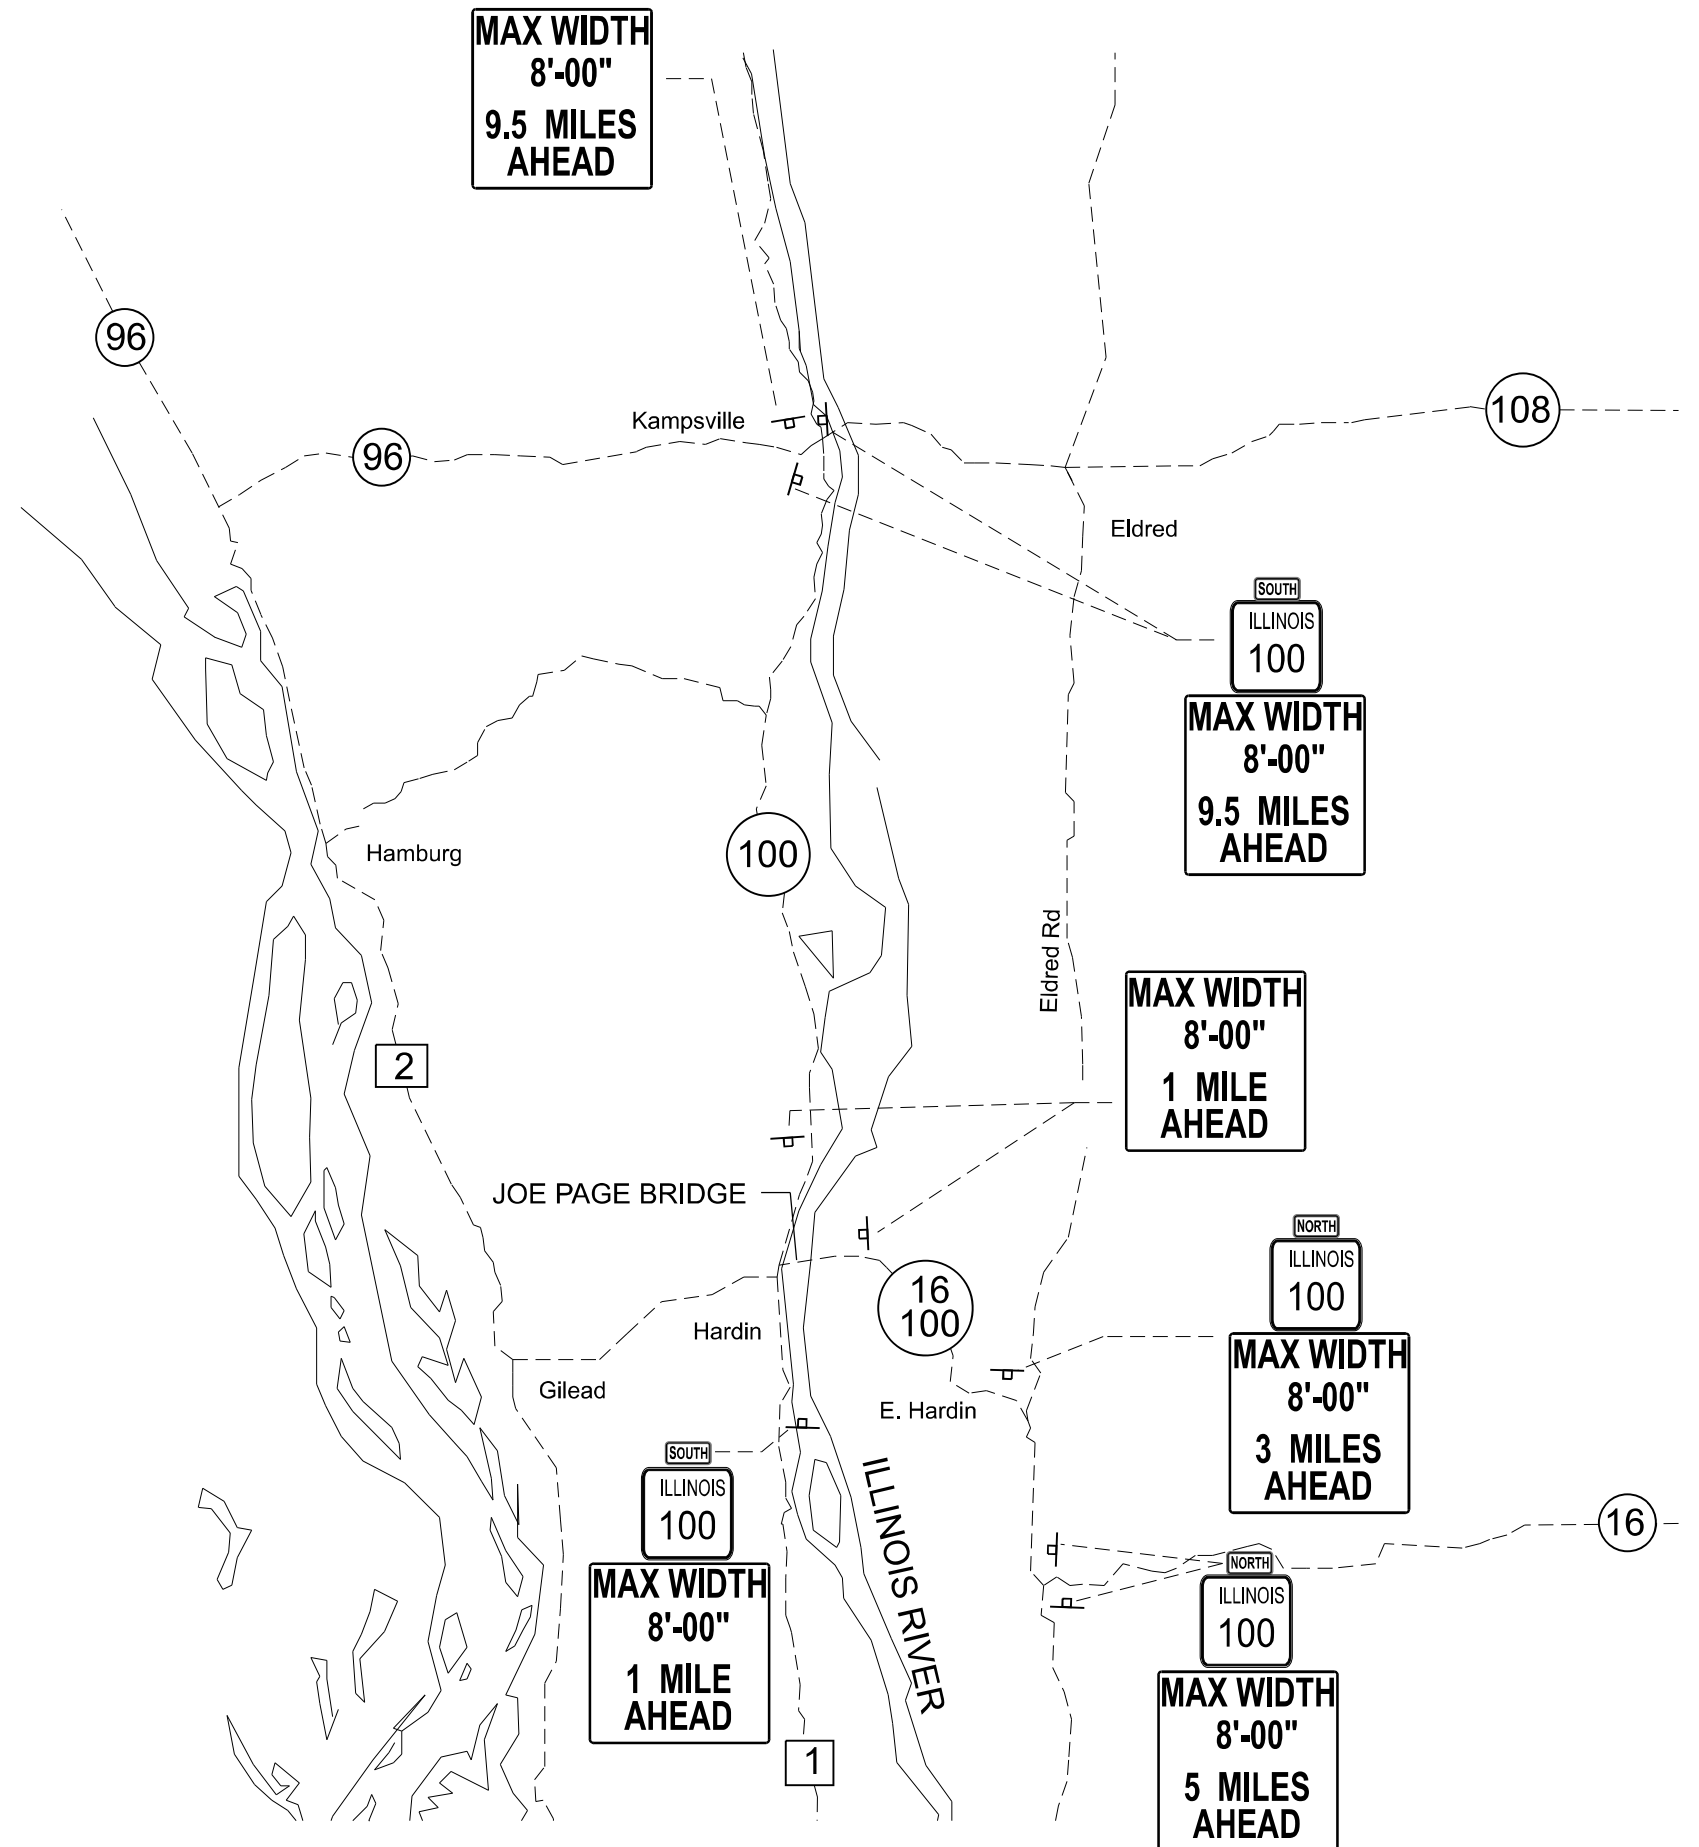 MAX WIDTH
8'-00"
9.5 MILES
AHEAD
96
96
Kampsville
108
Eldred
SOUTH
ILLINOIS
100
MAX WIDTH
8'-00"
9.5 MILES
AHEAD
100
Hamburg
Eldred Rd
MAX WIDTH
8'-00"
1 MILE
AHEAD
2
JOE PAGE BRIDGE
NORTH
ILLINOIS
100
MAX WIDTH
8'-00"
3 MILES
AHEAD
16
100
Hardin
Gilead
E. Hardin
SOUTH
ILLINOIS
100
MAX WIDTH
8'-00"
1 MILE
AHEAD
ILLINOIS RIVER
16
NORTH
ILLINOIS
100
MAX WIDTH
8'-00"
5 MILES
AHEAD
1